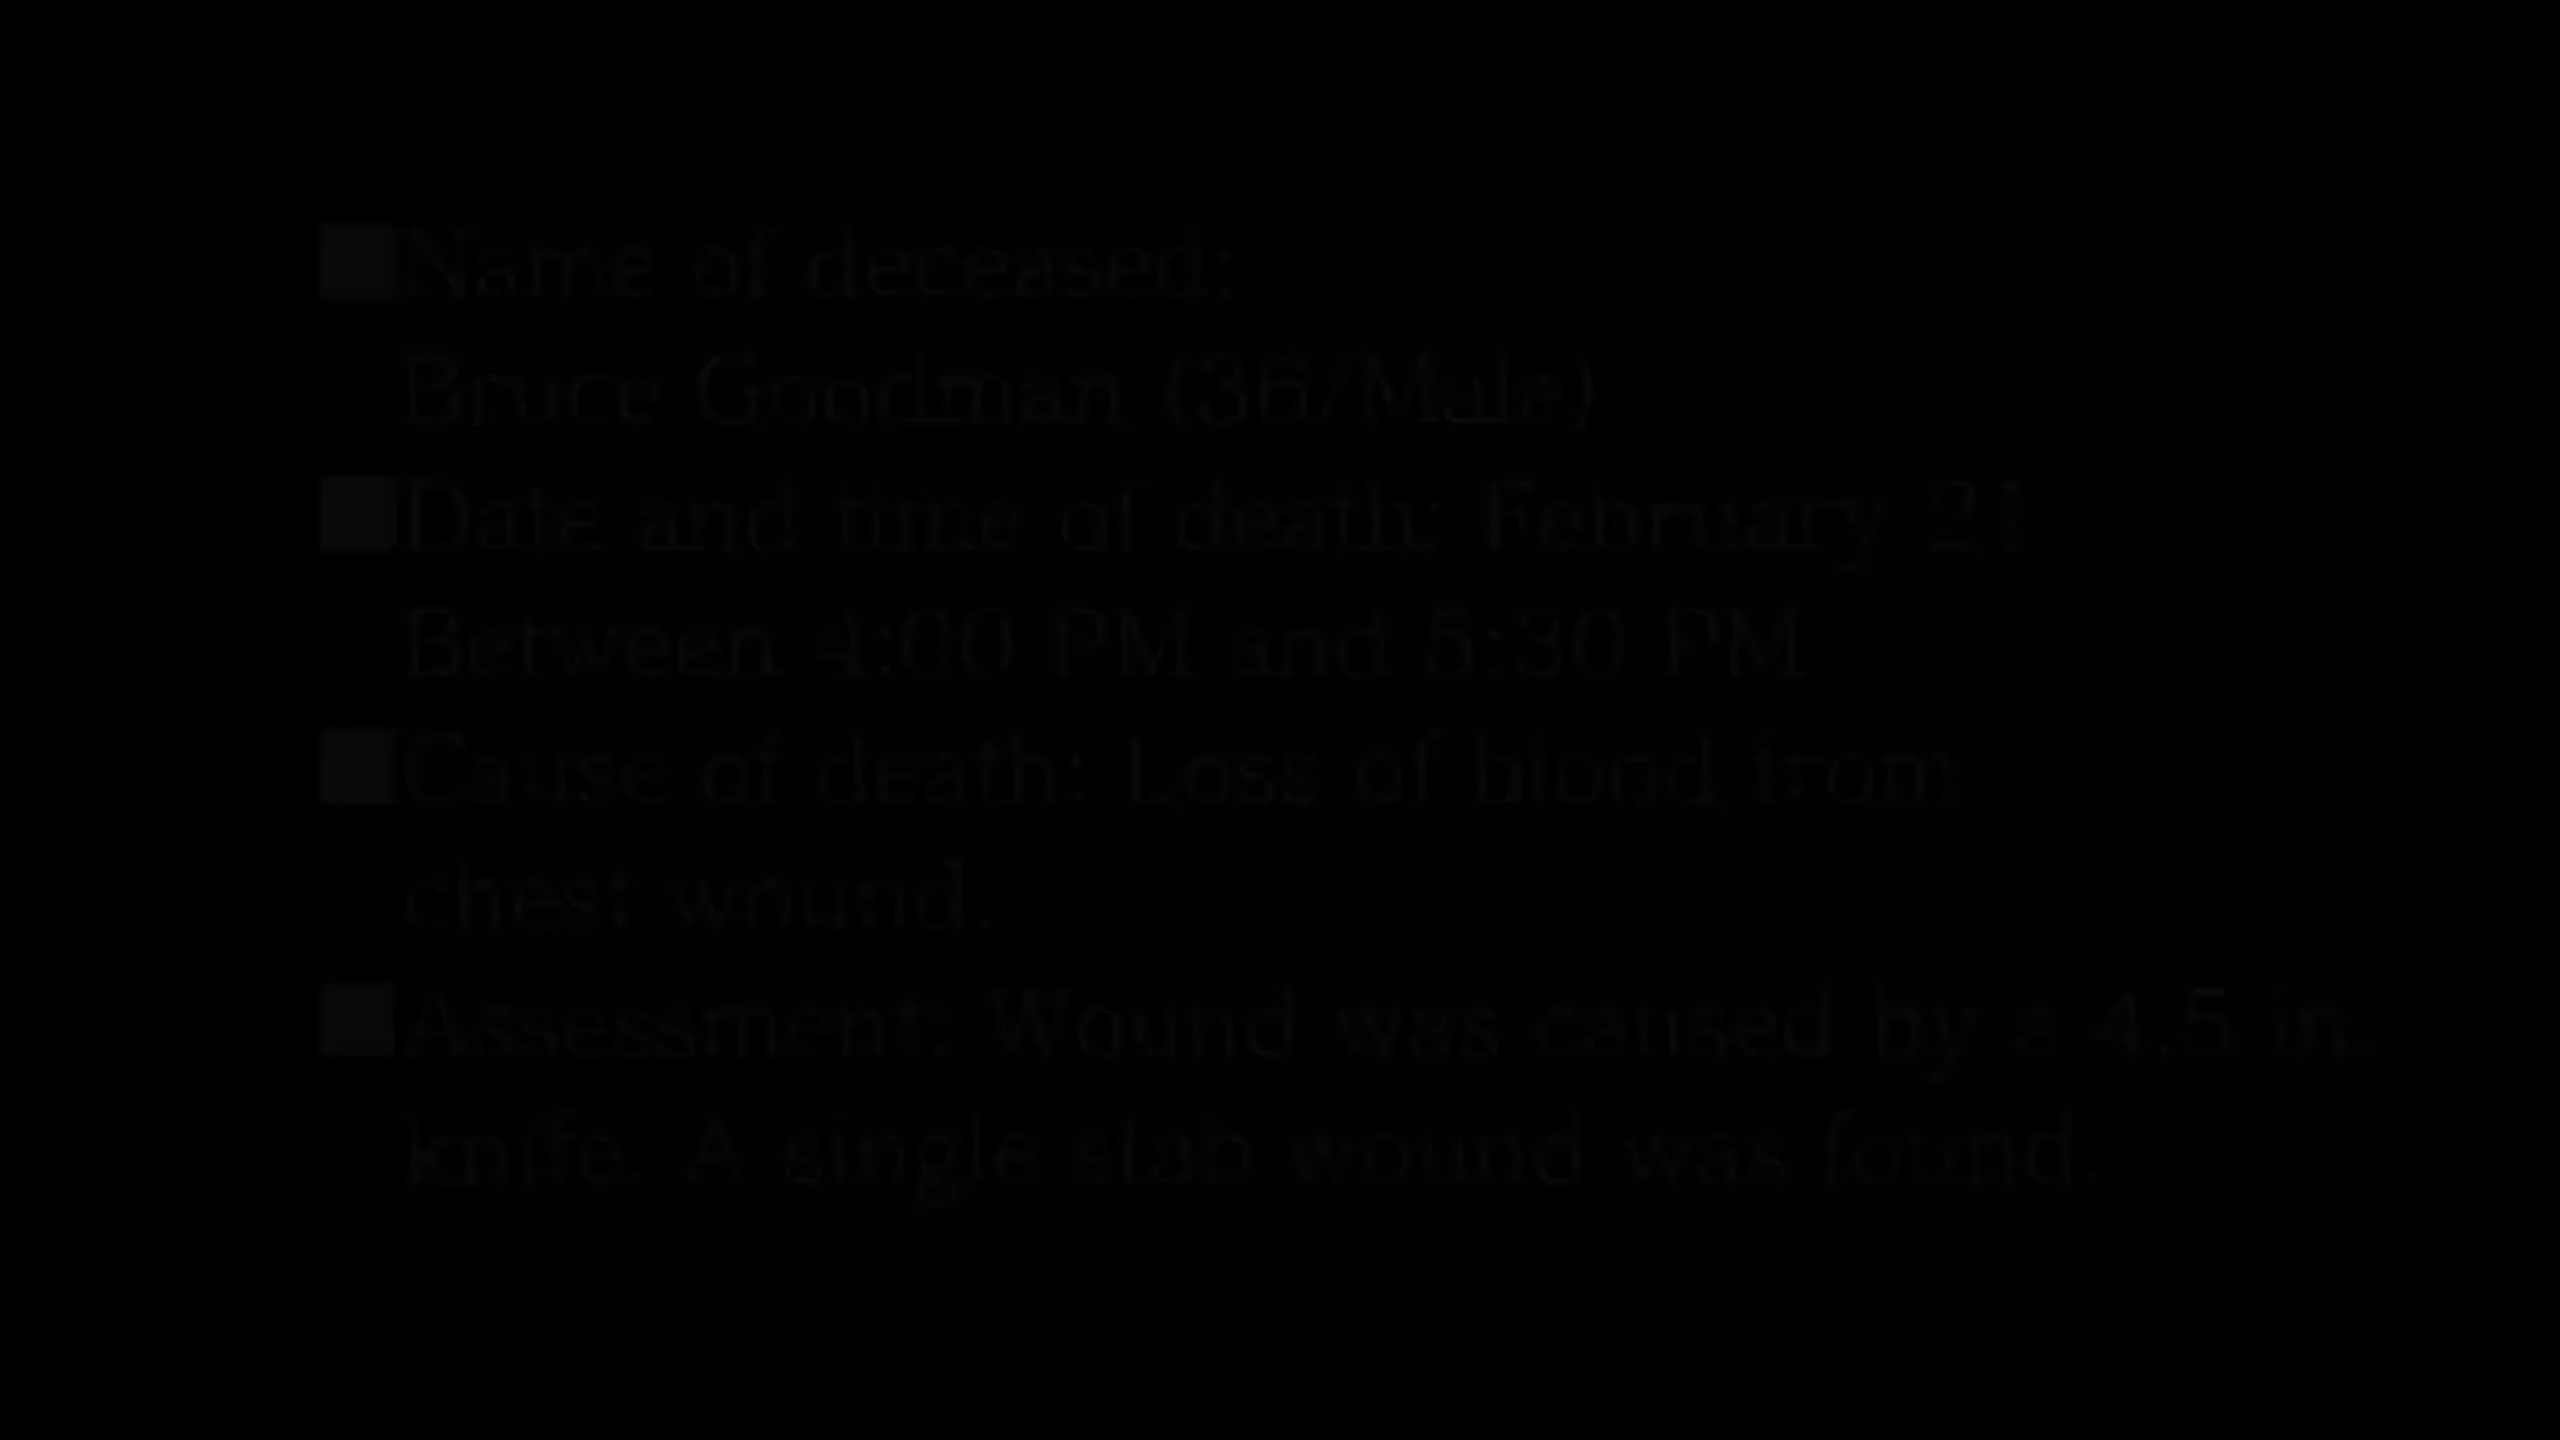 ■Name of deceased:
Bruce Goodman (36/Male)
■Date and time of death: February 21
Between 4:00 PM and 5:30 PM
■Cause of death: Loss of blood from
chest wound.
■Assessment: Wound was caused by a 4.5 in.
knife. A single stab wound was found.